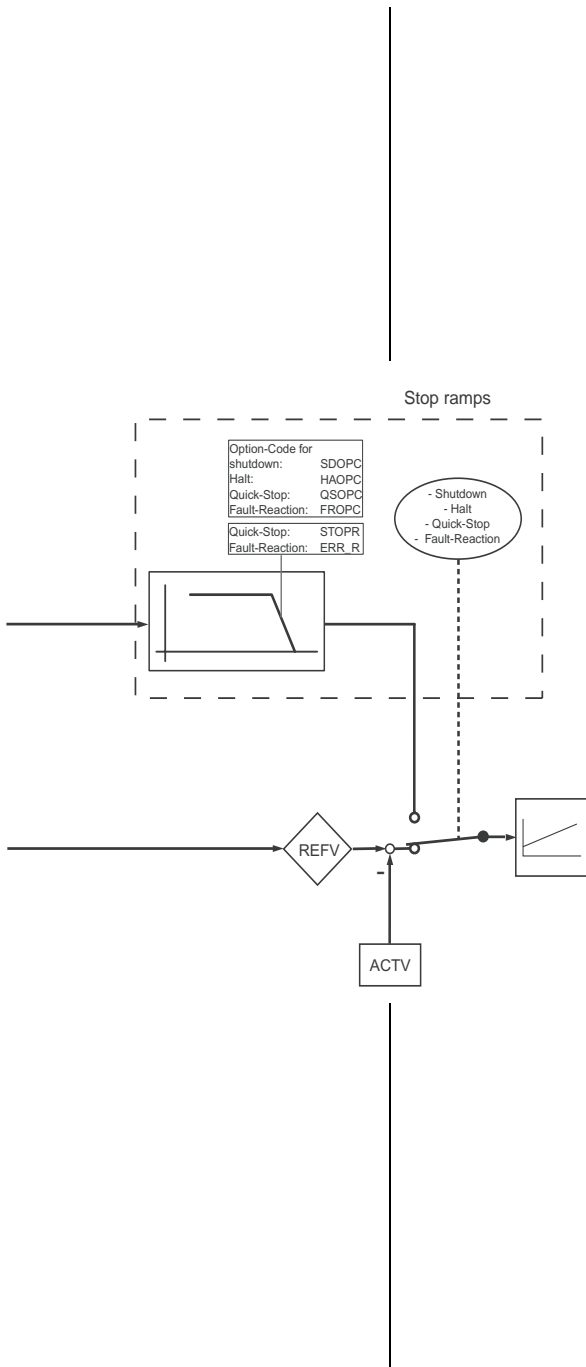 Stop ramps
Option-Code for
shutdown: SDOPC
Halt: HAOPC
Quick-Stop: QSOPC
Fault-Reaction: FROPC
Quick-Stop: STOPR
Fault-Reaction: ERR_R
- Shutdown
- Halt
- Quick-Stop
- Fault-Reaction
REFV
-
ACTV